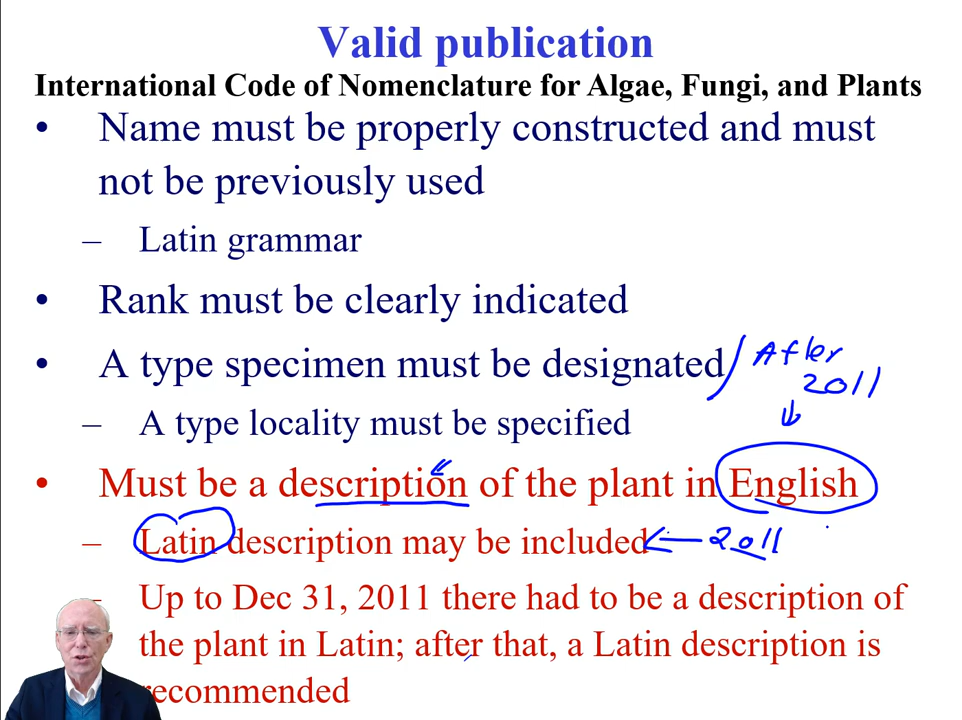 Valid publication
International Code of Nomenclature for Algae, Fungi, and Plants
• Name must be properly constructed and must
not be previously used
– Latin grammar
• Rank must be clearly indicated
• A type specimen must be designated
After
2011
– A type locality must be specified
• Must be a description of the plant in English
– Latin description may be included
2011
– Up to Dec 31, 2011 there had to be a description of
the plant in Latin; after that, a Latin description is
recommended